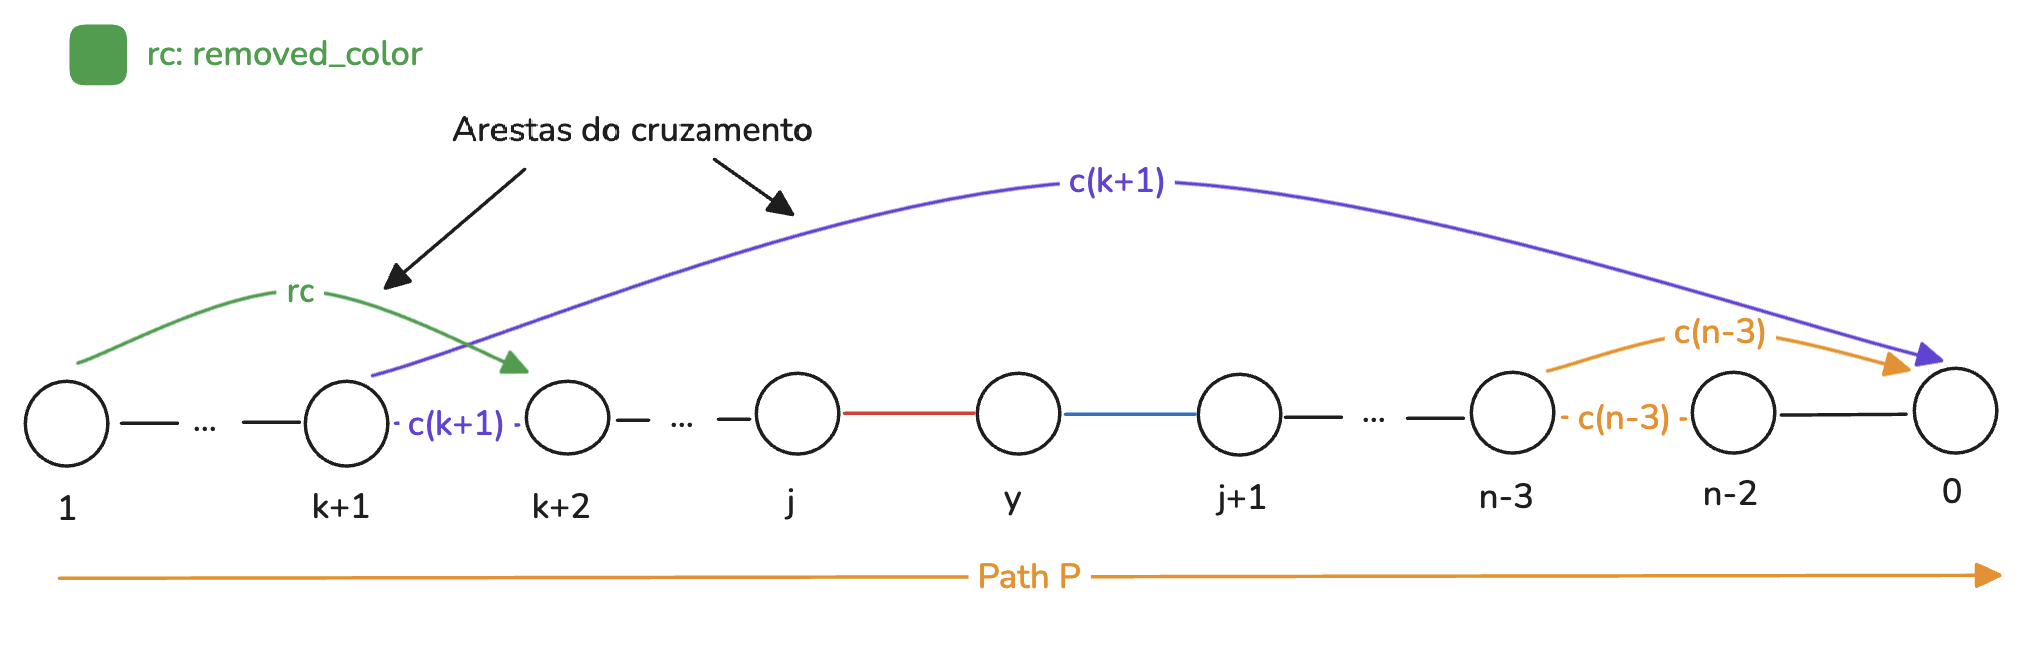 rc: removed_color
Arestas do cruzamento
c(k+1)
rc
c(n-3)
... c(k+1) ... ... c(n-3)
1 k+1 k+2 j y j+1 n-3 n-2 0
Path P